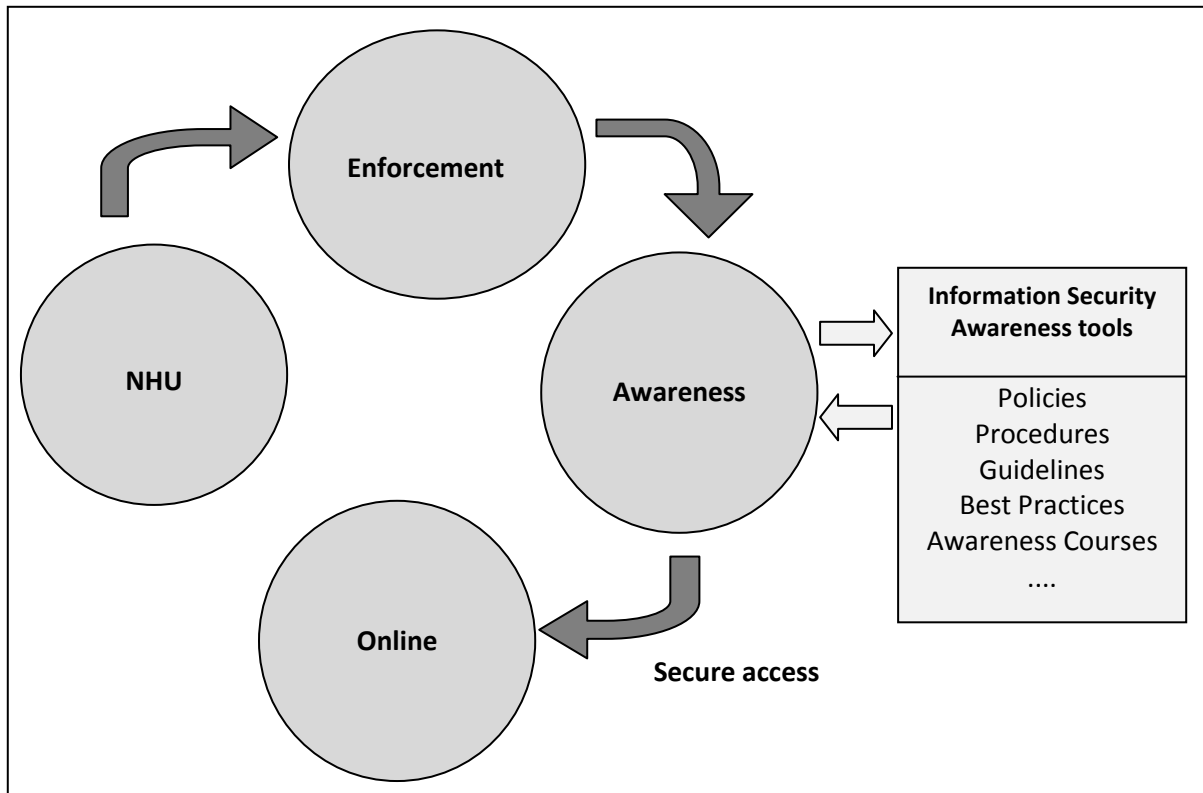 Enforcement
NHU
Awareness
Information Security
Awareness tools
Policies
Procedures
Guidelines
Best Practices
Awareness Courses
....
Online
Secure access